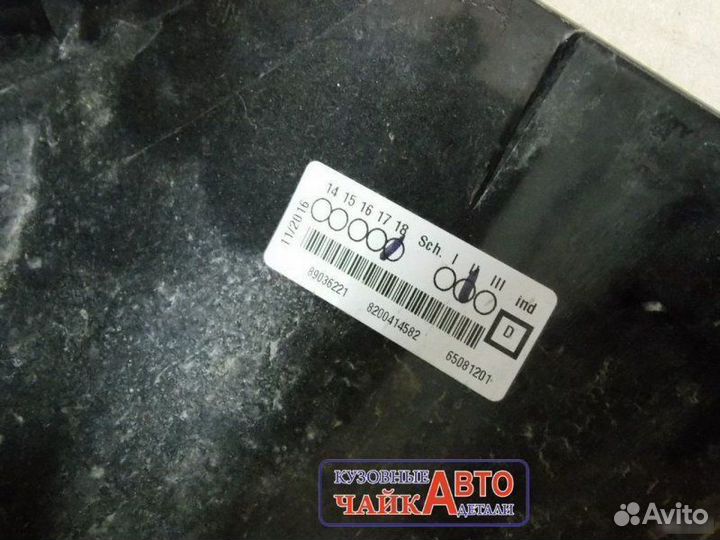 11/2016
14 15 16 17 18 Sch. I II III ind
D
89036221 8200414582 65081201
КУЗОВНЫЕ АВТО
ЧАЙКА ДЕТАЛИ
Avito